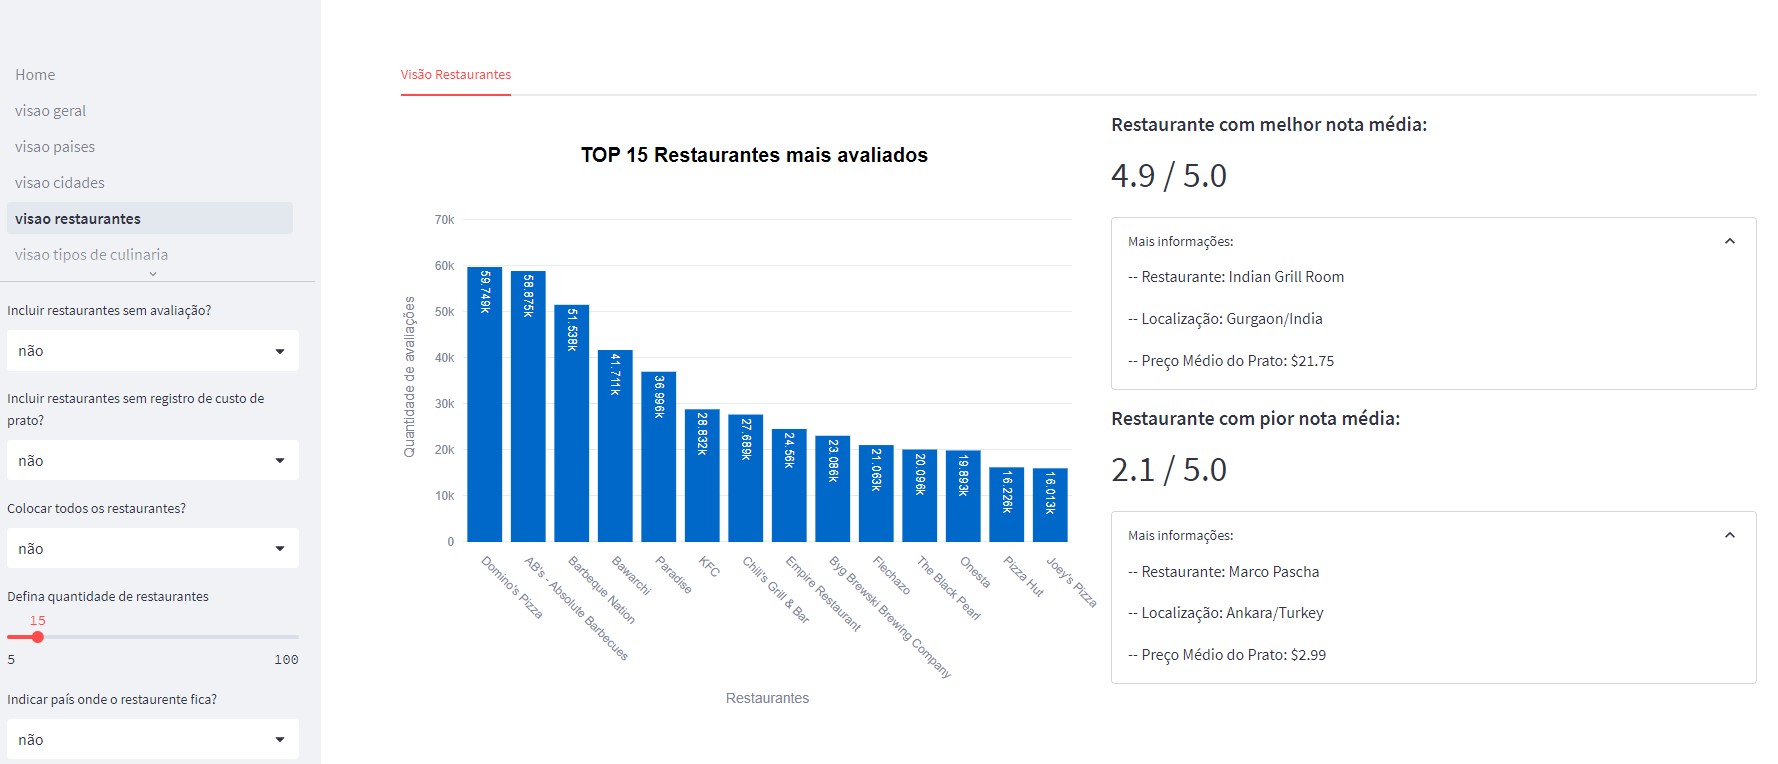 Home
visao geral
visao paises
visao cidades
visao restaurantes
visao tipos de culinaria
Incluir restaurantes sem avaliação?
não
Incluir restaurantes sem registro de custo de
prato?
não
Colocar todos os restaurantes?
não
Defina quantidade de restaurantes
15
5 100
Indicar país onde o restaurente fica?
não
Visão Restaurantes
TOP 15 Restaurantes mais avaliados
Quantidade de avaliações
70k
60k
50k
40k
30k
20k
10k
0
59.749k
58.875k
51.538k
41.711k
36.996k
28.832k
27.689k
24.56k
23.086k
21.063k
20.096k
19.893k
16.226k
16.013k
Domino's Pizza
AB's - Absolute Barbecues
Barbeque Nation
Bawarchi
Paradise
KFC
Chili's Grill & Bar
Empire Restaurant
Byg Brewski Brewing Company
Flechazo
The Black Pearl
Onesta
Pizza Hut
Joey's Pizza
Restaurantes
Restaurante com melhor nota média:
4.9 / 5.0
Mais informações:
-- Restaurante: Indian Grill Room
-- Localização: Gurgaon/India
-- Preço Médio do Prato: $21.75
Restaurante com pior nota média:
2.1 / 5.0
Mais informações:
-- Restaurante: Marco Pascha
-- Localização: Ankara/Turkey
-- Preço Médio do Prato: $2.99